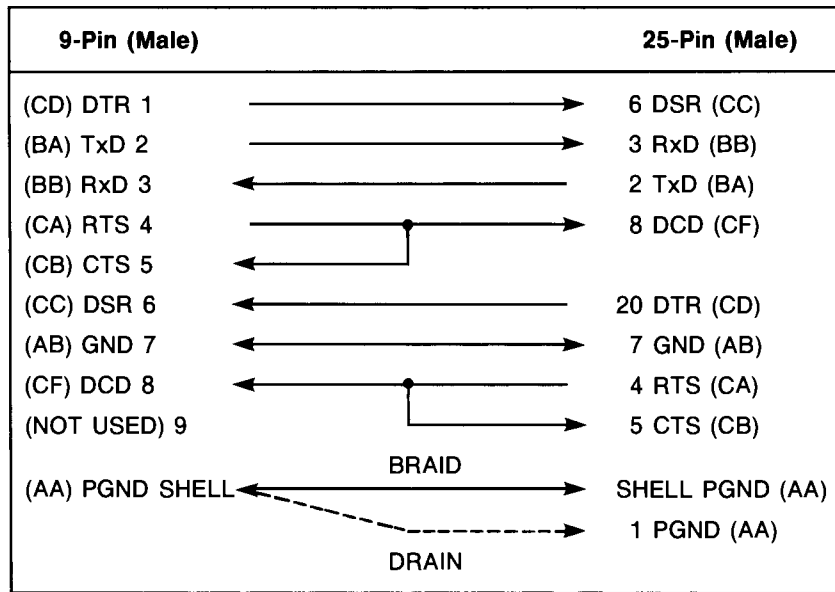 9-Pin (Male) 25-Pin (Male)
(CD) DTR 1 6 DSR (CC)
(BA) TxD 2 3 RxD (BB)
(BB) RxD 3 2 TxD (BA)
(CA) RTS 4 8 DCD (CF)
(CB) CTS 5
(CC) DSR 6 20 DTR (CD)
(AB) GND 7 7 GND (AB)
(CF) DCD 8 4 RTS (CA)
(NOT USED) 9 5 CTS (CB)
BRAID
(AA) PGND SHELL SHELL PGND (AA)
1 PGND (AA)
DRAIN